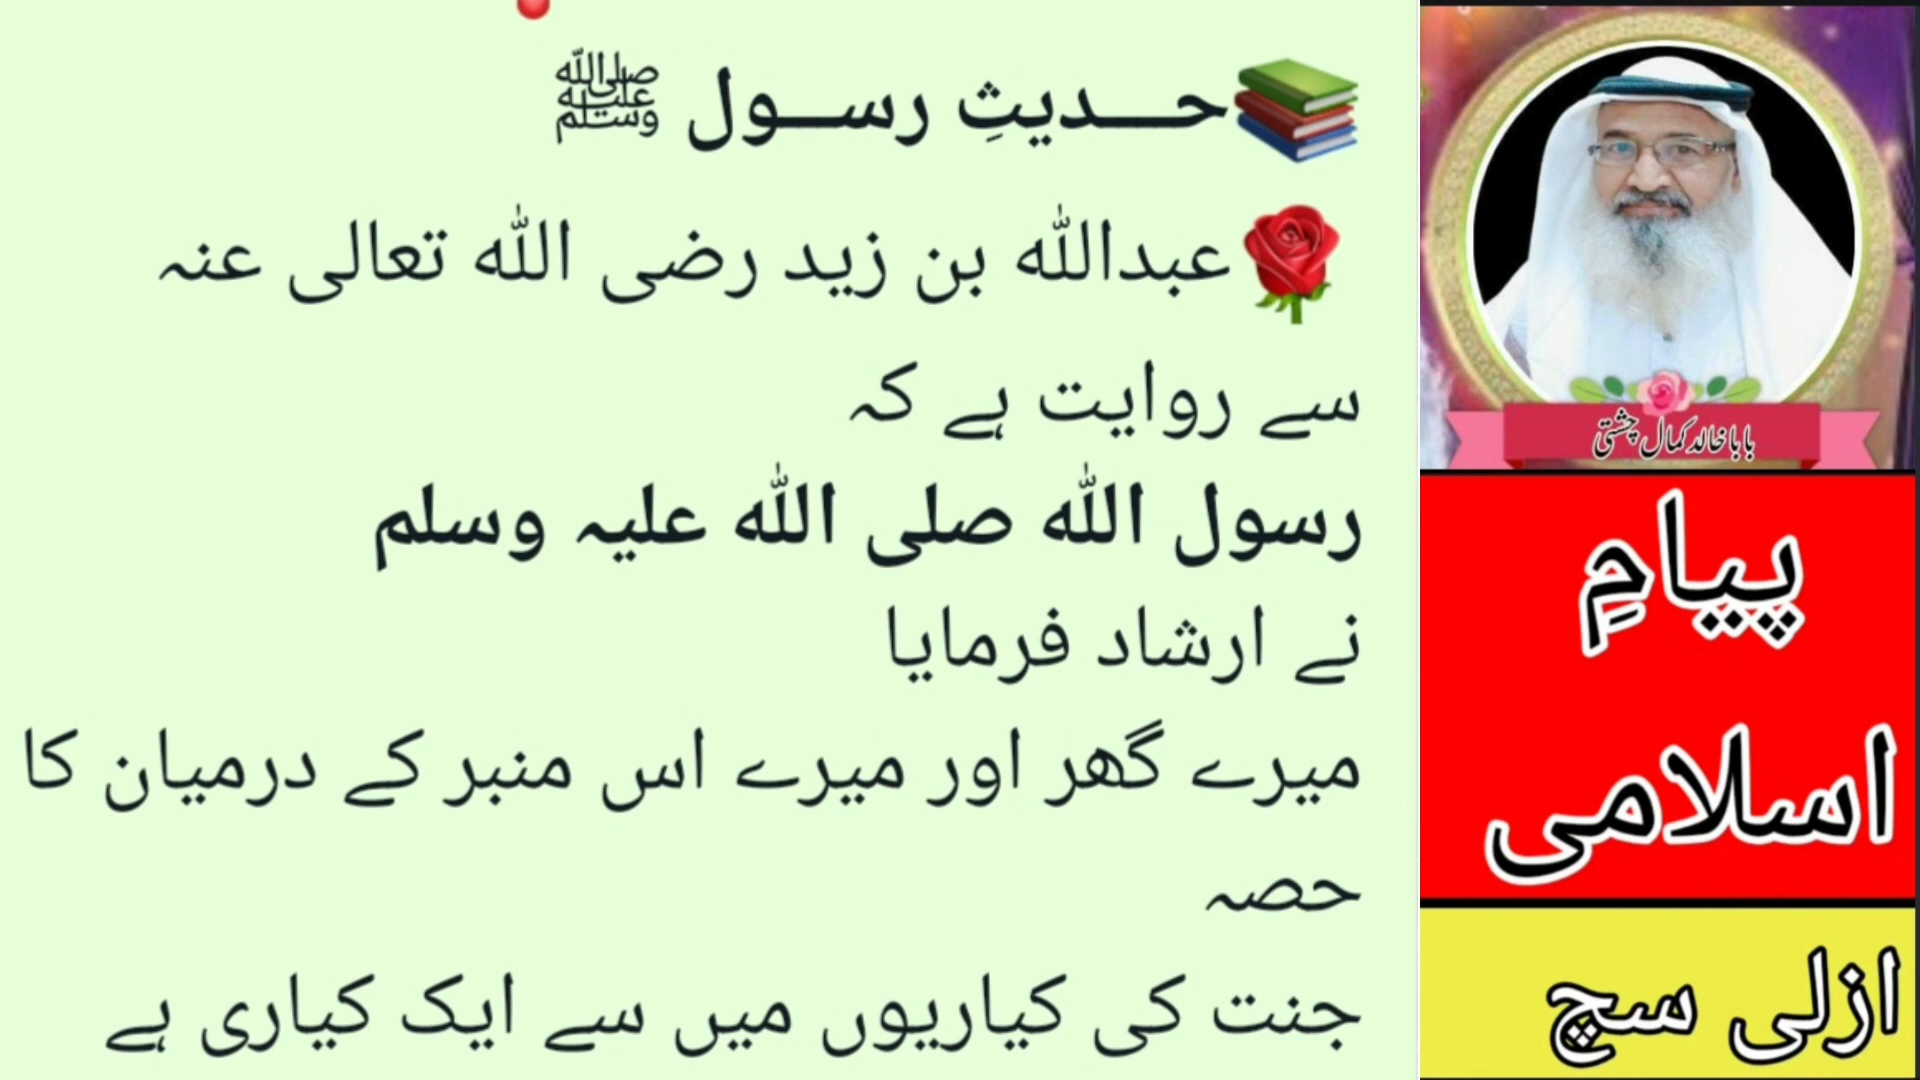 📚حـــدیثِ رســول ﷺ
🌹عبداللہ بن زید رضی اللہ تعالی عنہ
سے روایت ہے کہ
رسول اللہ صلی اللہ علیہ وسلم
نے ارشاد فرمایا
میرے گھر اور میرے اس منبر کے درمیان کا
حصہ
جنت کی کیاریوں میں سے ایک کیاری ہے
بابا خالد کمال چشتی
پیامِ
اسلامی
ازلی سچ